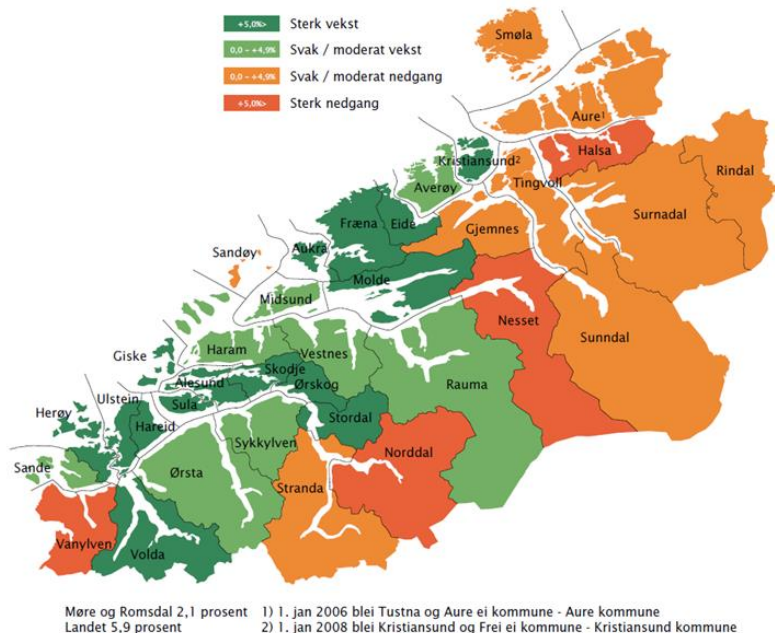 +5,0%> Sterk vekst
0,0 - +4,9% Svak / moderat vekst
0,0 - +4,9% Svak / moderat nedgang
+5,0%> Sterk nedgang
Smøla
Aure¹
Halsa
Kristiansund²
Rindal
Tingvoll
Averøy
Surnadal
Fræna
Eide
Gjemnes
Sandøy
Aukra
Molde
Midsund
Nesset
Sunndal
Giske
Haram
Vestnes
Skodje
Rauma
Ålesund
Ørskog
Ulstein
Herøy
Sula
Stordal
Hareid
Sykkylven
Norddal
Sande
Ørsta
Stranda
Vanylven
Volda
Møre og Romsdal 2,1 prosent 1) 1. jan 2006 blei Tustna og Aure ei kommune - Aure kommune
Landet 5,9 prosent 2) 1. jan 2008 blei Kristiansund og Frei ei kommune - Kristiansund kommune